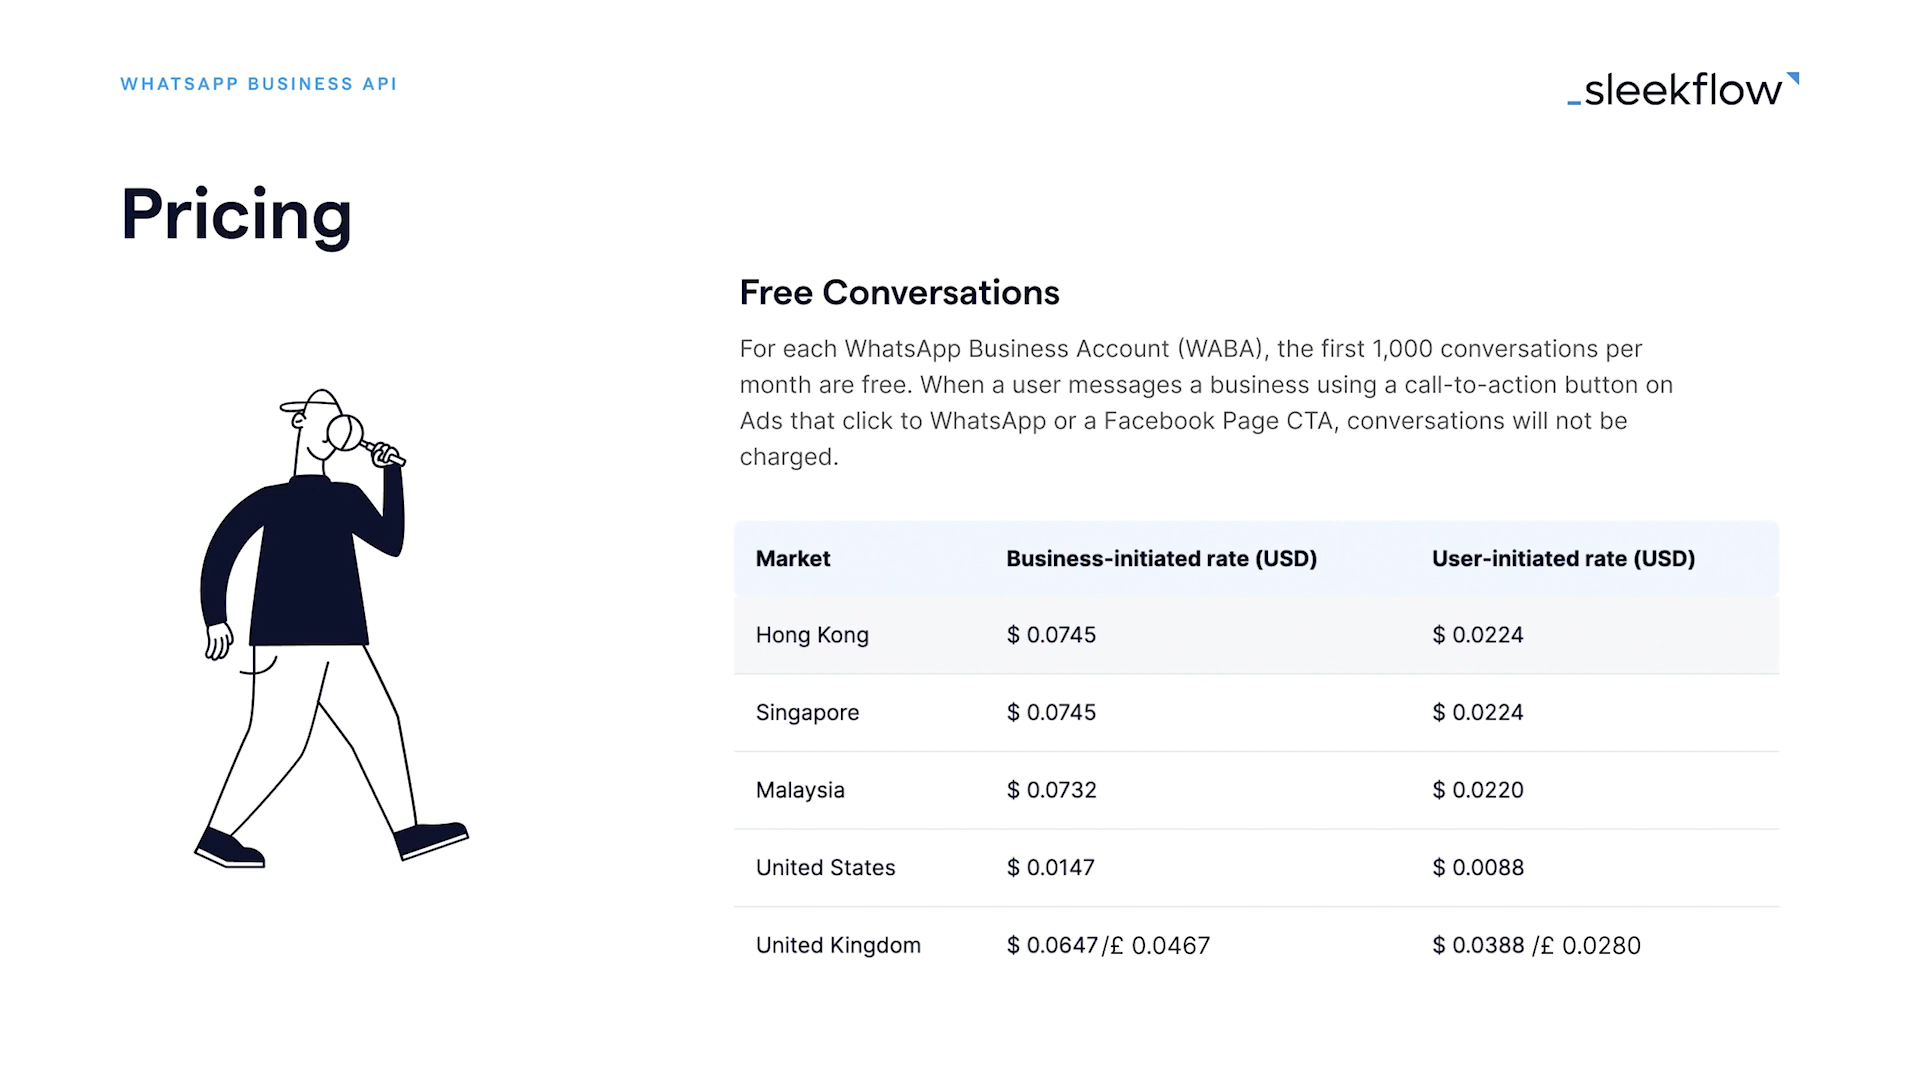 WHATSAPP BUSINESS API
_sleekflow
Pricing
Free Conversations
For each WhatsApp Business Account (WABA), the first 1,000 conversations per
month are free. When a user messages a business using a call-to-action button on
Ads that click to WhatsApp or a Facebook Page CTA, conversations will not be
charged.
Market Business-initiated rate (USD) User-initiated rate (USD)
Hong Kong $ 0.0745 $ 0.0224
Singapore $ 0.0745 $ 0.0224
Malaysia $ 0.0732 $ 0.0220
United States $ 0.0147 $ 0.0088
United Kingdom $ 0.0647/£ 0.0467 $ 0.0388 /£ 0.0280